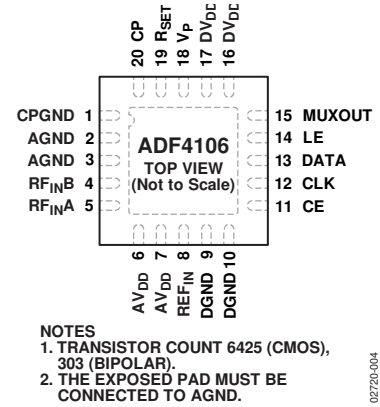 20 CP
19 RSET
18 VP
17 DVDD
16 DVDD
CPGND 1
AGND 2
AGND 3
RFINB 4
RFINA 5
ADF4106
TOP VIEW
(Not to Scale)
15 MUXOUT
14 LE
13 DATA
12 CLK
11 CE
AVDD 6
AVDD 7
REFIN 8
DGND 9
DGND 10
NOTES
1. TRANSISTOR COUNT 6425 (CMOS),
303 (BIPOLAR).
2. THE EXPOSED PAD MUST BE
CONNECTED TO AGND.
02720-004